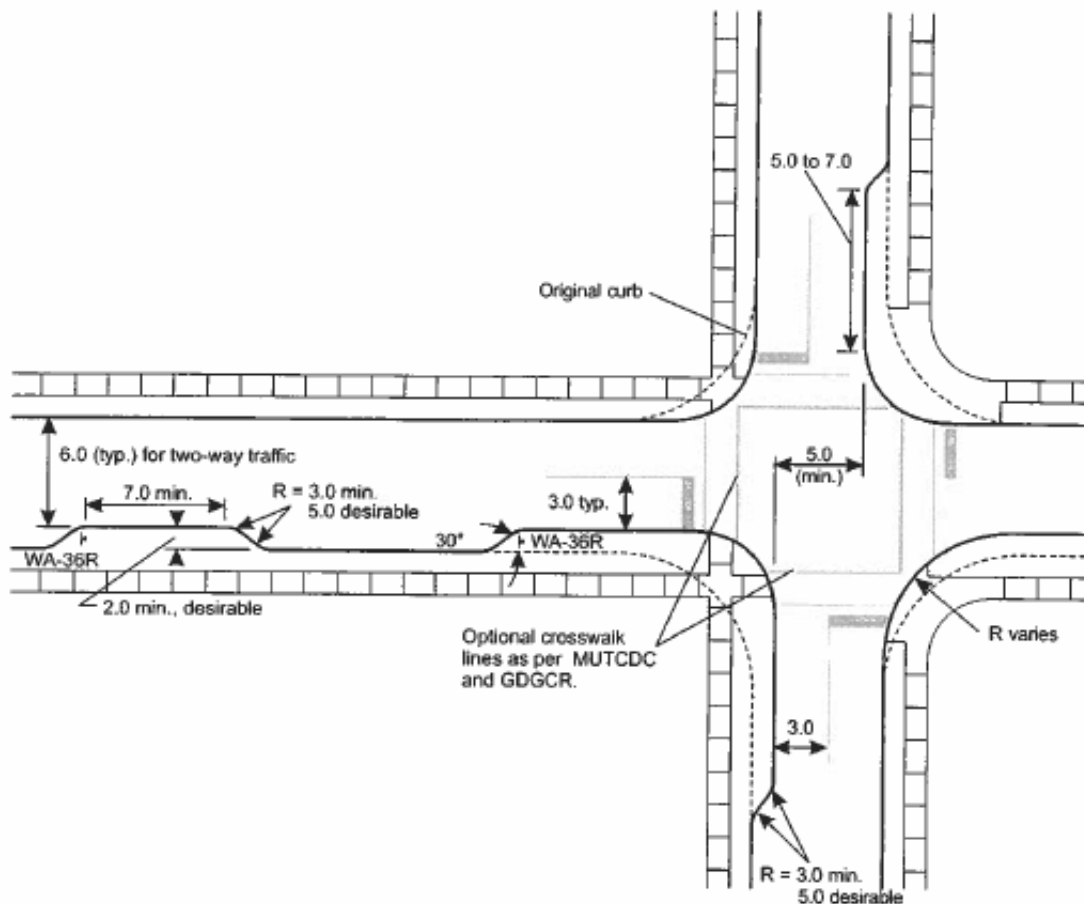 5.0 to 7.0
Original curb
6.0 (typ.) for two-way traffic
5.0
(min.)
7.0 min.
R = 3.0 min.
5.0 desirable
3.0 typ.
WA-36R
30°
WA-36R
2.0 min., desirable
Optional crosswalk
lines as per MUTCDC
and GDGCR.
R varies
3.0
R = 3.0 min.
5.0 desirable